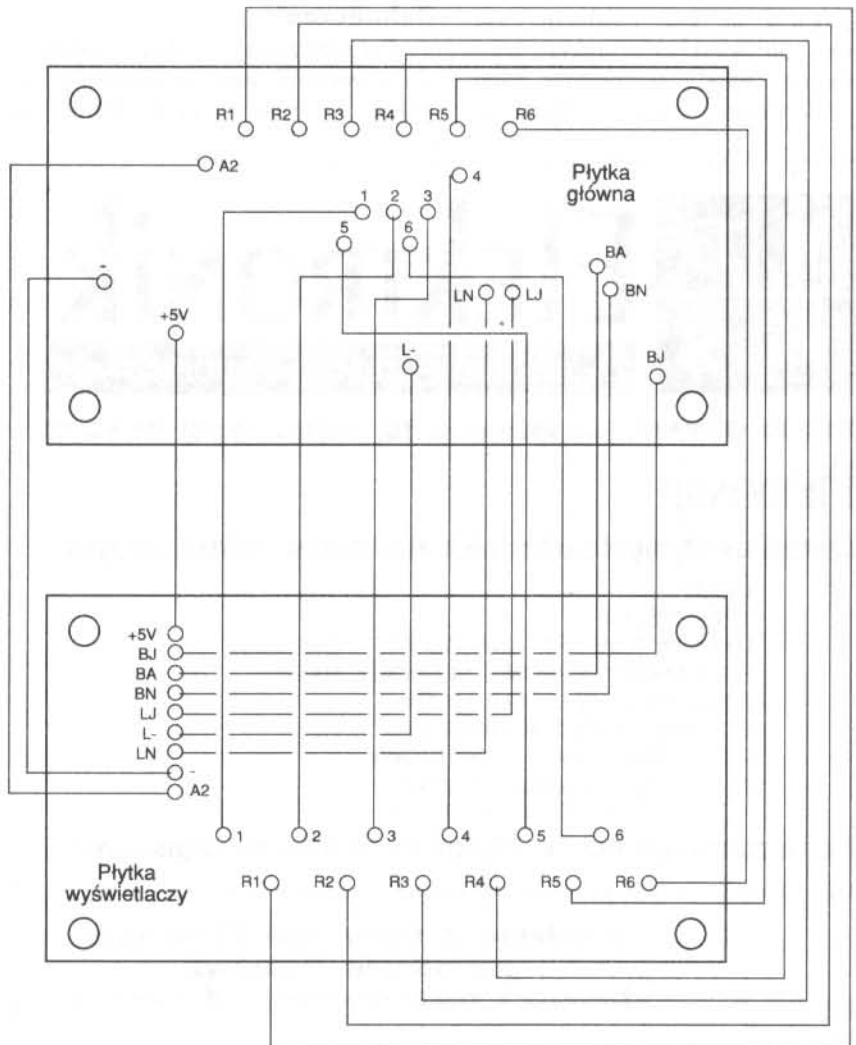 R1 R2 R3 R4 R5 R6
A2
4
Płytka
główna
1 2 3
5 6
BA
-
BN
LN LJ
+5V
L-
BJ
+5V
BJ
BA
BN
LJ
L-
LN
-
A2
1 2 3 4 5 6
Płytka
wyświetlaczy
R1 R2 R3 R4 R5 R6